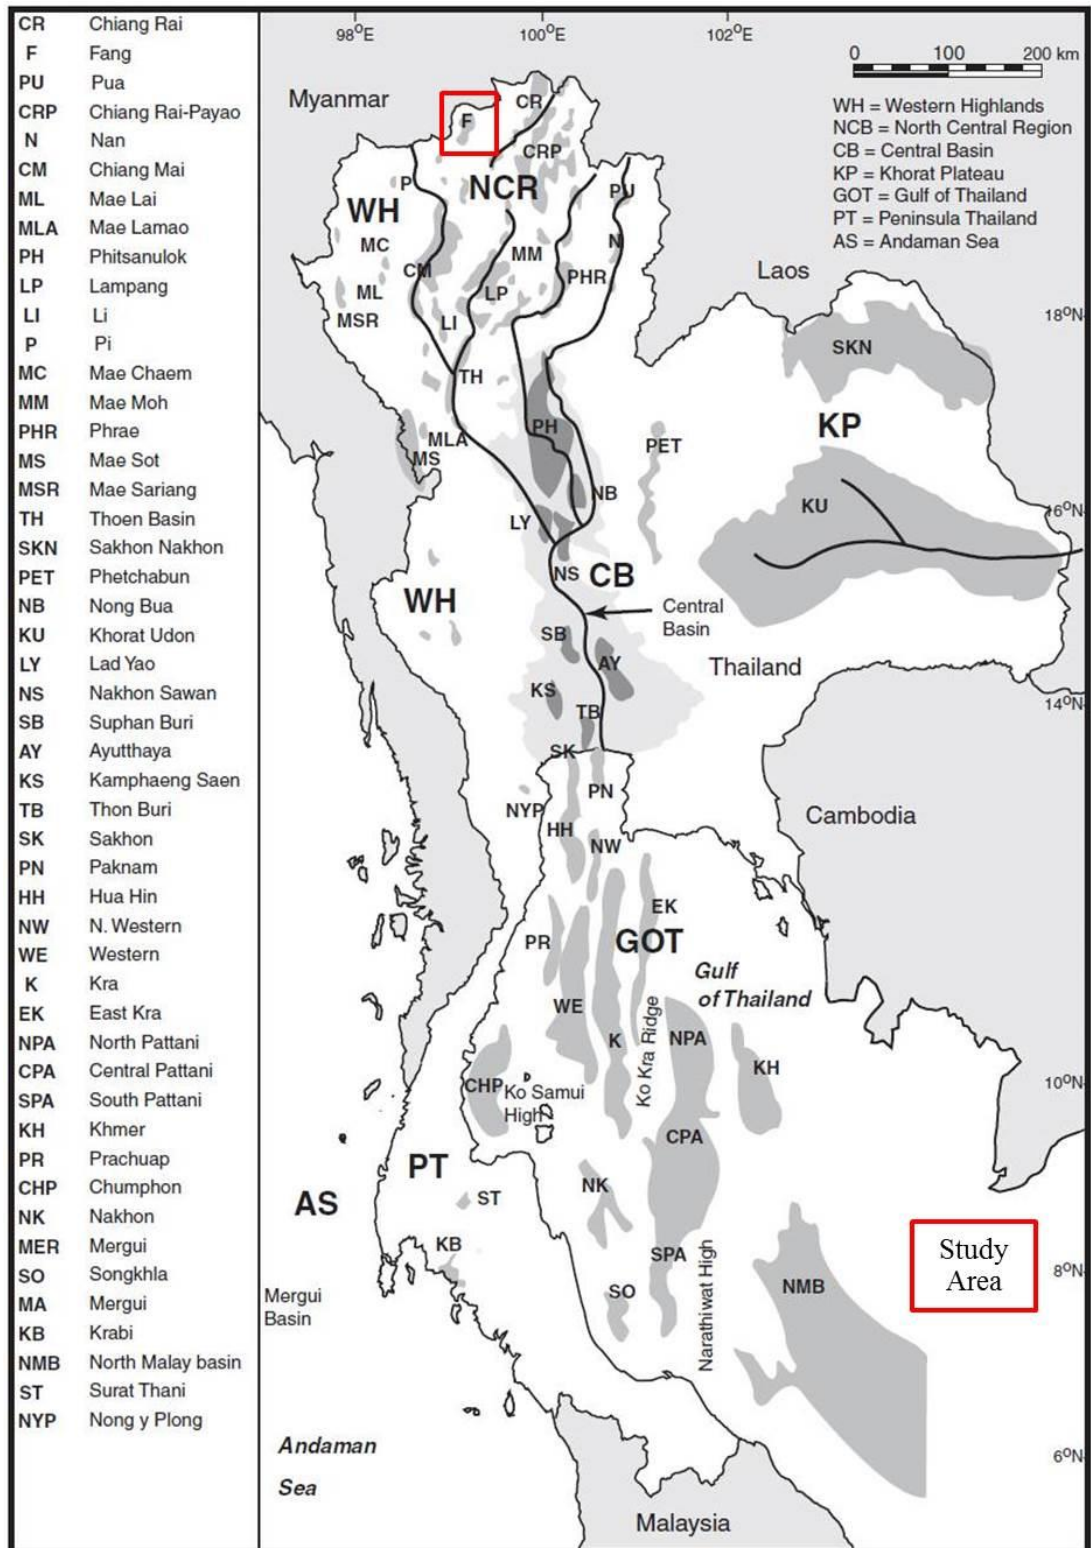 CR Chiang Rai
F Fang
PU Pua
CRP Chiang Rai-Payao
N Nan
CM Chiang Mai
ML Mae Lai
MLA Mae Lamao
PH Phitsanulok
LP Lampang
LI Li
P Pi
MC Mae Chaem
MM Mae Moh
PHR Phrae
MS Mae Sot
MSR Mae Sariang
TH Thoen Basin
SKN Sakhon Nakhon
PET Phetchabun
NB Nong Bua
KU Khorat Udon
LY Lad Yao
NS Nakhon Sawan
SB Suphan Buri
AY Ayutthaya
KS Kamphaeng Saen
TB Thon Buri
SK Sakhon
PN Paknam
HH Hua Hin
NW N. Western
WE Western
K Kra
EK East Kra
NPA North Pattani
CPA Central Pattani
SPA South Pattani
KH Khmer
PR Prachuap
CHP Chumphon
NK Nakhon
MER Mergui
SO Songkhla
MA Mergui
KB Krabi
NMB North Malay basin
ST Surat Thani
NYP Nong y Plong
98°E 100°E 102°E
0 100 200 km
WH = Western Highlands
NCB = North Central Region
CB = Central Basin
KP = Khorat Plateau
GOT = Gulf of Thailand
PT = Peninsula Thailand
AS = Andaman Sea
Myanmar
CR
F
CRP
P
NCR
PU
WH
MC
MM
N
CM
PHR
Laos
ML
LP
MSR
LI
18°N
SKN
TH
KP
PH
MLA
PET
MS
NB
KU
16°N
LY
NS
CB
WH
Central
Basin
SB
AY
Thailand
KS
14°N
TB
SK
PN
NYP
HH
Cambodia
NW
EK
PR
GOT
Gulf
of Thailand
WE
K
Ko Kra Ridge
NPA
KH
10°N
CHP
Ko Samui
High
CPA
PT
NK
AS
ST
KB
SPA
Study
Area
8°N
Mergui
Basin
SO
Narathiwat High
NMB
Andaman
Sea
6°N
Malaysia